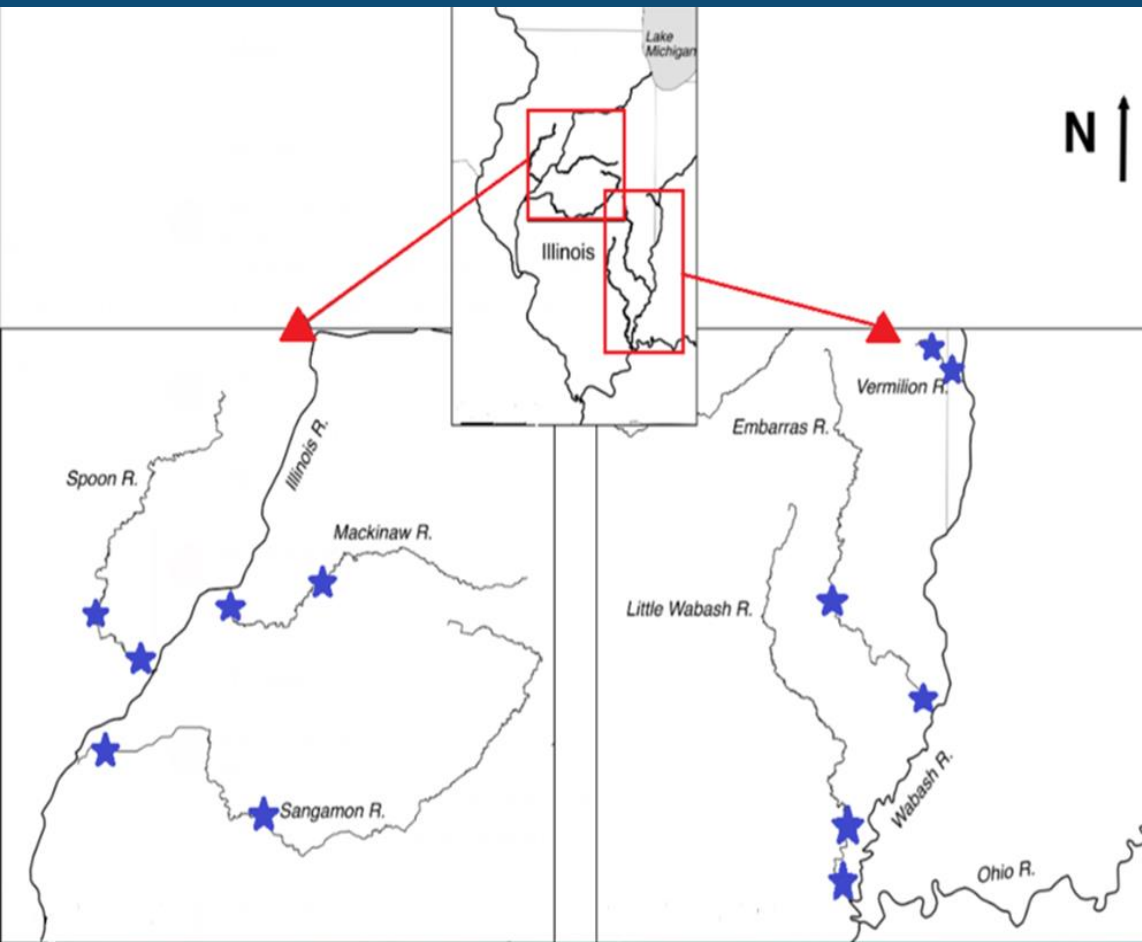 Lake
Michigan
N
Illinois
Spoon R.
Illinois R.
Mackinaw R.
Sangamon R.
Vermilion R.
Embarras R.
Little Wabash R.
Wabash R.
Ohio R.